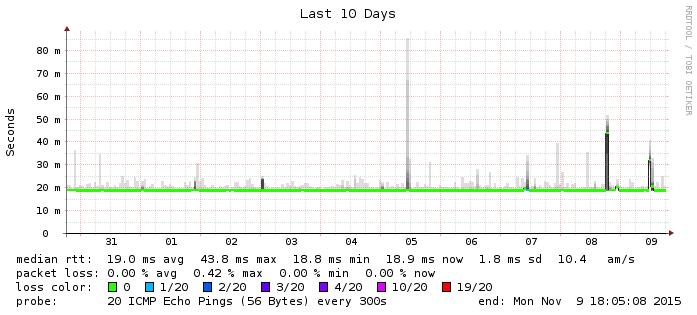 Last 10 Days
RRDTOOL / TOBI OETIKER
Seconds
80 m
70 m
60 m
50 m
40 m
30 m
20 m
10 m
0
31 01 02 03 04 05 06 07 08 09
median rtt: 19.0 ms avg 43.8 ms max 18.8 ms min 18.9 ms now 1.8 ms sd 10.4 am/s
packet loss: 0.00 % avg 0.42 % max 0.00 % min 0.00 % now
loss color: 0 1/20 2/20 3/20 4/20 10/20 19/20
probe: 20 ICMP Echo Pings (56 Bytes) every 300s end: Mon Nov 9 18:05:08 2015